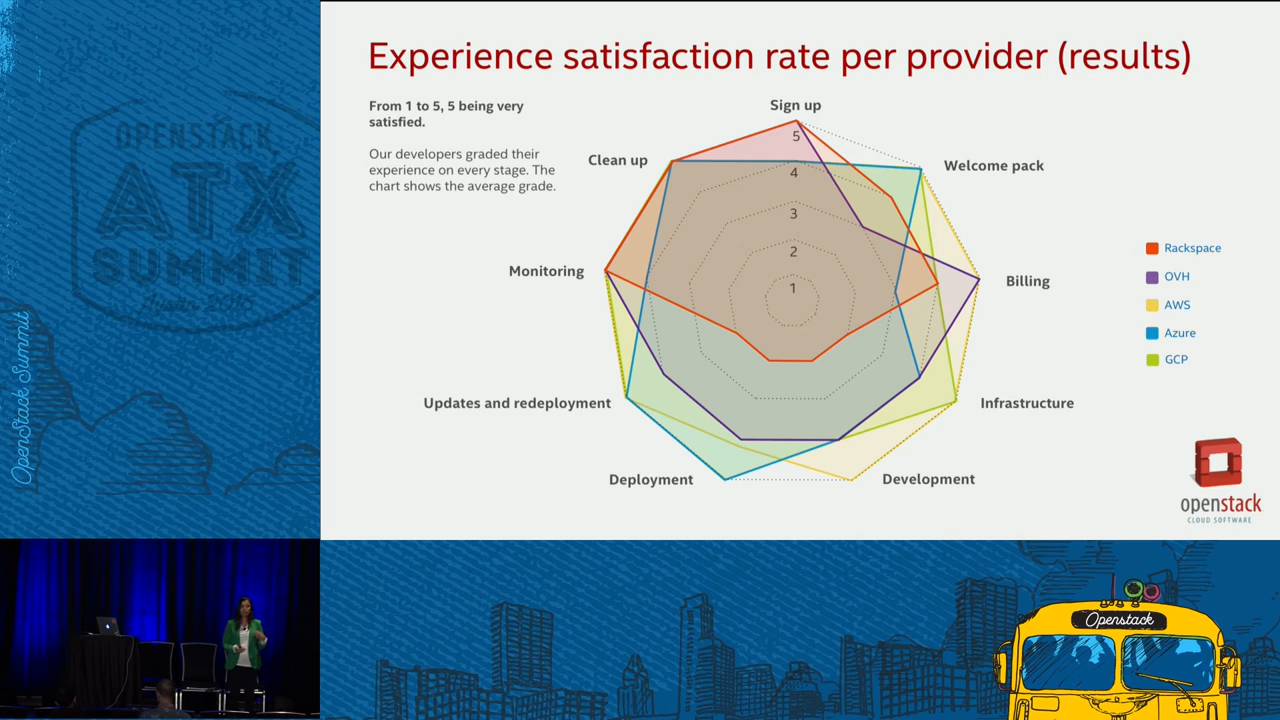 Experience satisfaction rate per provider (results)
From 1 to 5, 5 being very
satisfied.
Our developers graded their
experience on every stage. The
chart shows the average grade.
Sign up
5
4
3
2
1
Clean up
Welcome pack
Monitoring
Billing
Updates and redeployment
Infrastructure
Deployment
Development
Rackspace
OVH
AWS
Azure
GCP
openstack
CLOUD SOFTWARE
OPENSTACK
ATX
SUMMIT
OpenStack Summit
Openstack